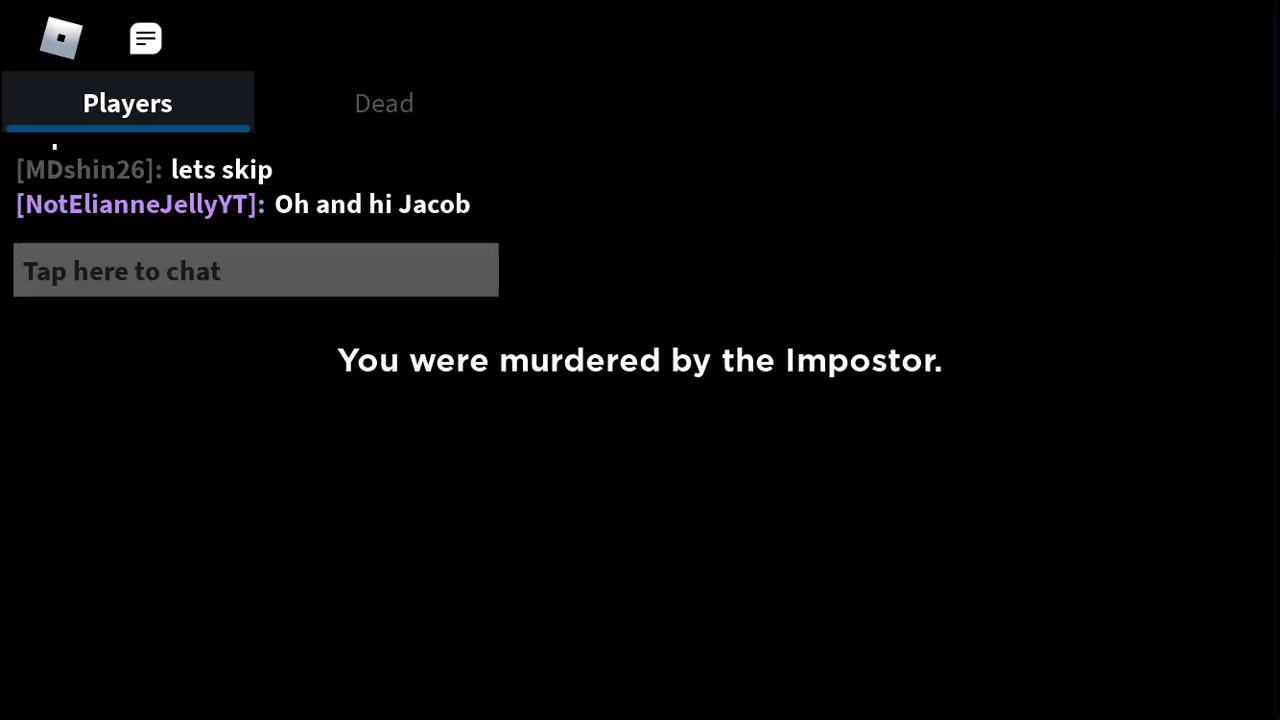 Players
Dead
[MDshin26]: lets skip
[NotElianneJellyYT]: Oh and hi Jacob
Tap here to chat
You were murdered by the Impostor.